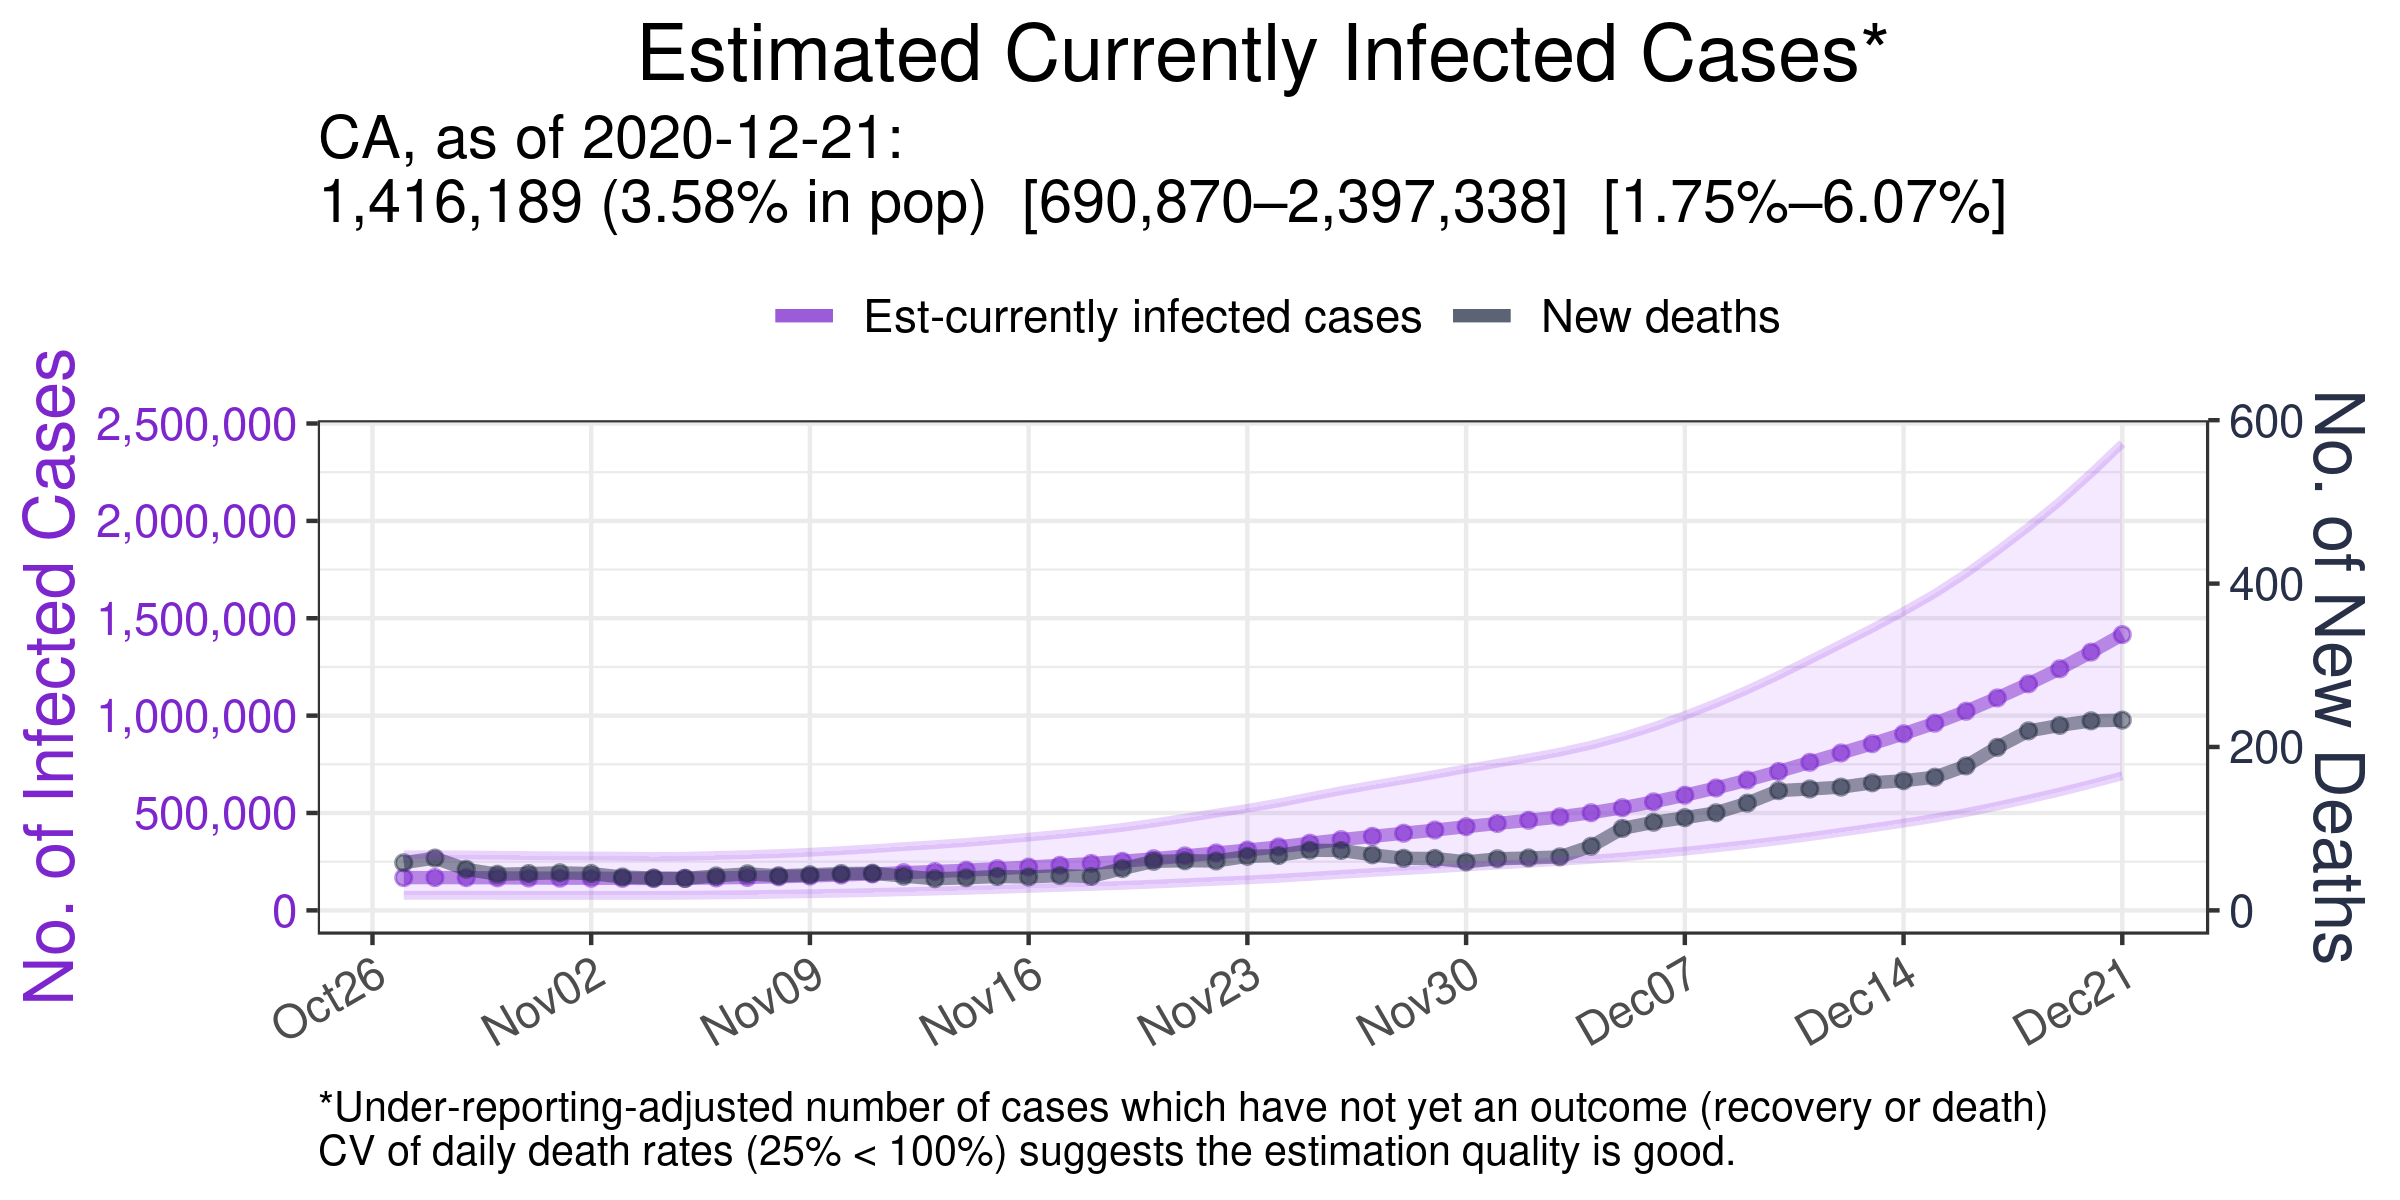 Estimated Currently Infected Cases*
CA, as of 2020-12-21:
1,416,189 (3.58% in pop) [690,870–2,397,338] [1.75%–6.07%]
Est-currently infected cases
New deaths
No. of Infected Cases
2,500,000
2,000,000
1,500,000
1,000,000
500,000
0
600
400
200
0
No. of New Deaths
Oct26
Nov02
Nov09
Nov16
Nov23
Nov30
Dec07
Dec14
Dec21
*Under-reporting-adjusted number of cases which have not yet an outcome (recovery or death)
CV of daily death rates (25% < 100%) suggests the estimation quality is good.